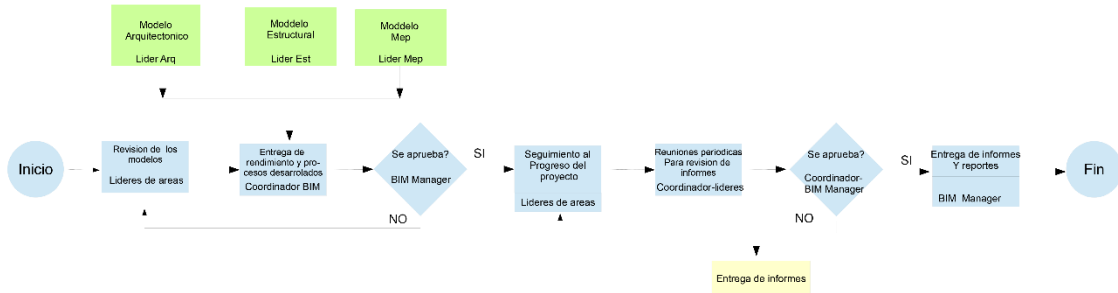 Modelo
Arquitectonico
Lider Arq
Moddelo
Estructural
Lider Est
Moddelo
Mep
Lider Mep
Inicio
Revision de los
modelos
Lideres de areas
Entrega de
rendimiento y pro-
cesos desarrolados
Coordinador BIM
Se aprueba?
BIM Manager
SI
NO
Seguimiento al
Progreso del
proyecto
Lideres de areas
Reuniones periodicas
Para revision de
informes
Coordinador-lideres
Se aprueba?
Coordinador-
BIM Manager
SI
NO
Entrega de informes
Entrega de informes
Y reportes
BIM Manager
Fin